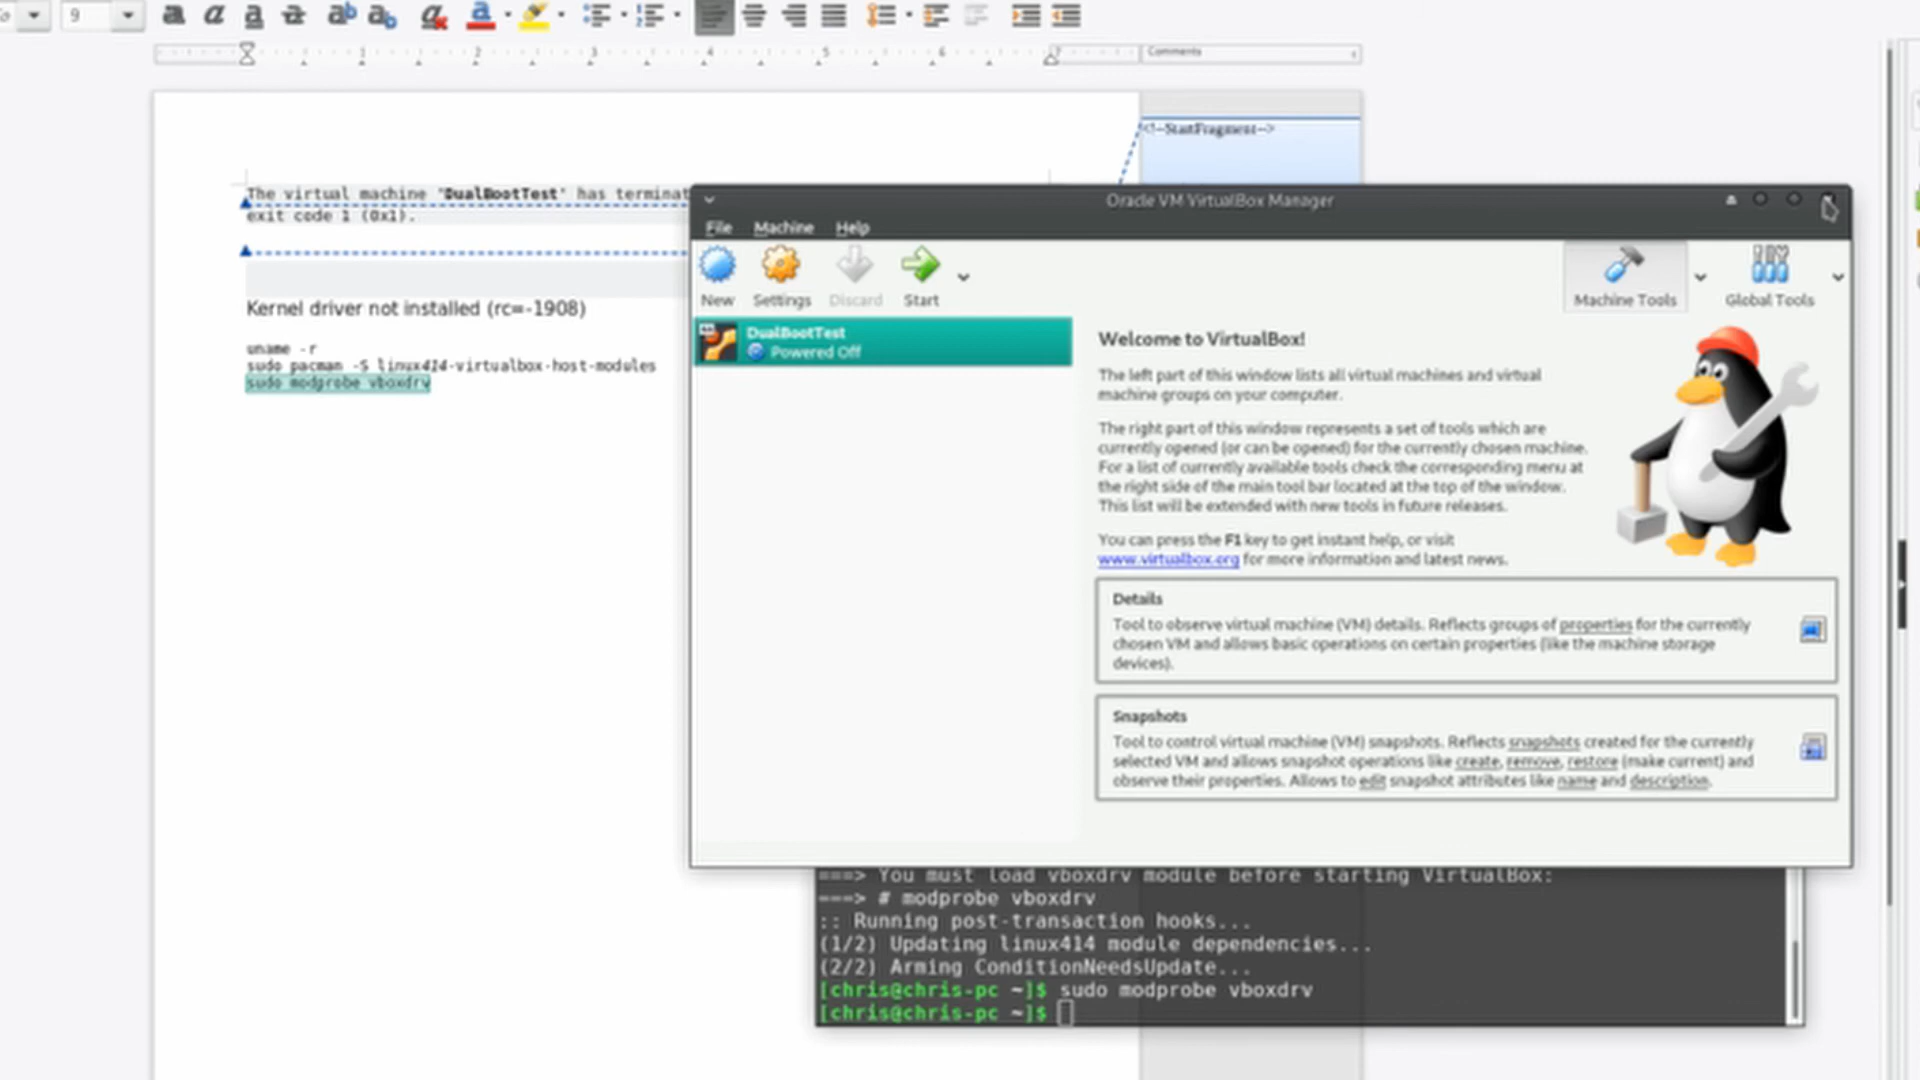 9
1 2 3 4 5 6 7
Comments
<!--StartFragment-->
The virtual machine 'DualBootTest' has terminat
exit code 1 (0x1).
Kernel driver not installed (rc=-1908)
uname -r
sudo pacman -S linux414-virtualbox-host-modules
sudo modprobe vboxdrv
Oracle VM VirtualBox Manager
File Machine Help
New Settings Discard Start
Machine Tools Global Tools
DualBootTest
Powered Off
Welcome to VirtualBox!
The left part of this window lists all virtual machines and virtual
machine groups on your computer.
The right part of this window represents a set of tools which are
currently opened (or can be opened) for the currently chosen machine.
For a list of currently available tools check the corresponding menu at
the right side of the main tool bar located at the top of the window.
This list will be extended with new tools in future releases.
You can press the F1 key to get instant help, or visit
www.virtualbox.org for more information and latest news.
Details
Tool to observe virtual machine (VM) details. Reflects groups of properties for the currently
chosen VM and allows basic operations on certain properties (like the machine storage
devices).
Snapshots
Tool to control virtual machine (VM) snapshots. Reflects snapshots created for the currently
selected VM and allows snapshot operations like create, remove, restore (make current) and
observe their properties. Allows to edit snapshot attributes like name and description.
===> You must load vboxdrv module before starting VirtualBox:
===> # modprobe vboxdrv
:: Running post-transaction hooks...
(1/2) Updating linux414 module dependencies...
(2/2) Arming ConditionNeedsUpdate...
[chris@chris-pc ~]$ sudo modprobe vboxdrv
[chris@chris-pc ~]$